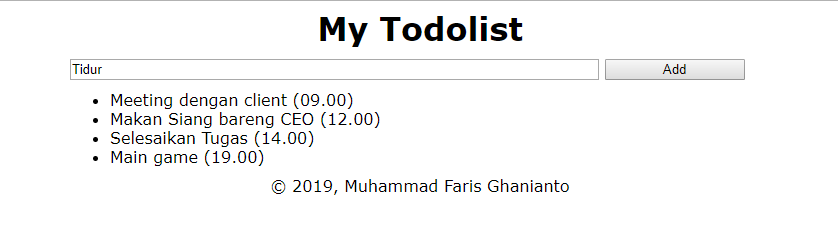 My Todolist
Tidur Add
Meeting dengan client (09.00)
Makan Siang bareng CEO (12.00)
Selesaikan Tugas (14.00)
Main game (19.00)
© 2019, Muhammad Faris Ghanianto